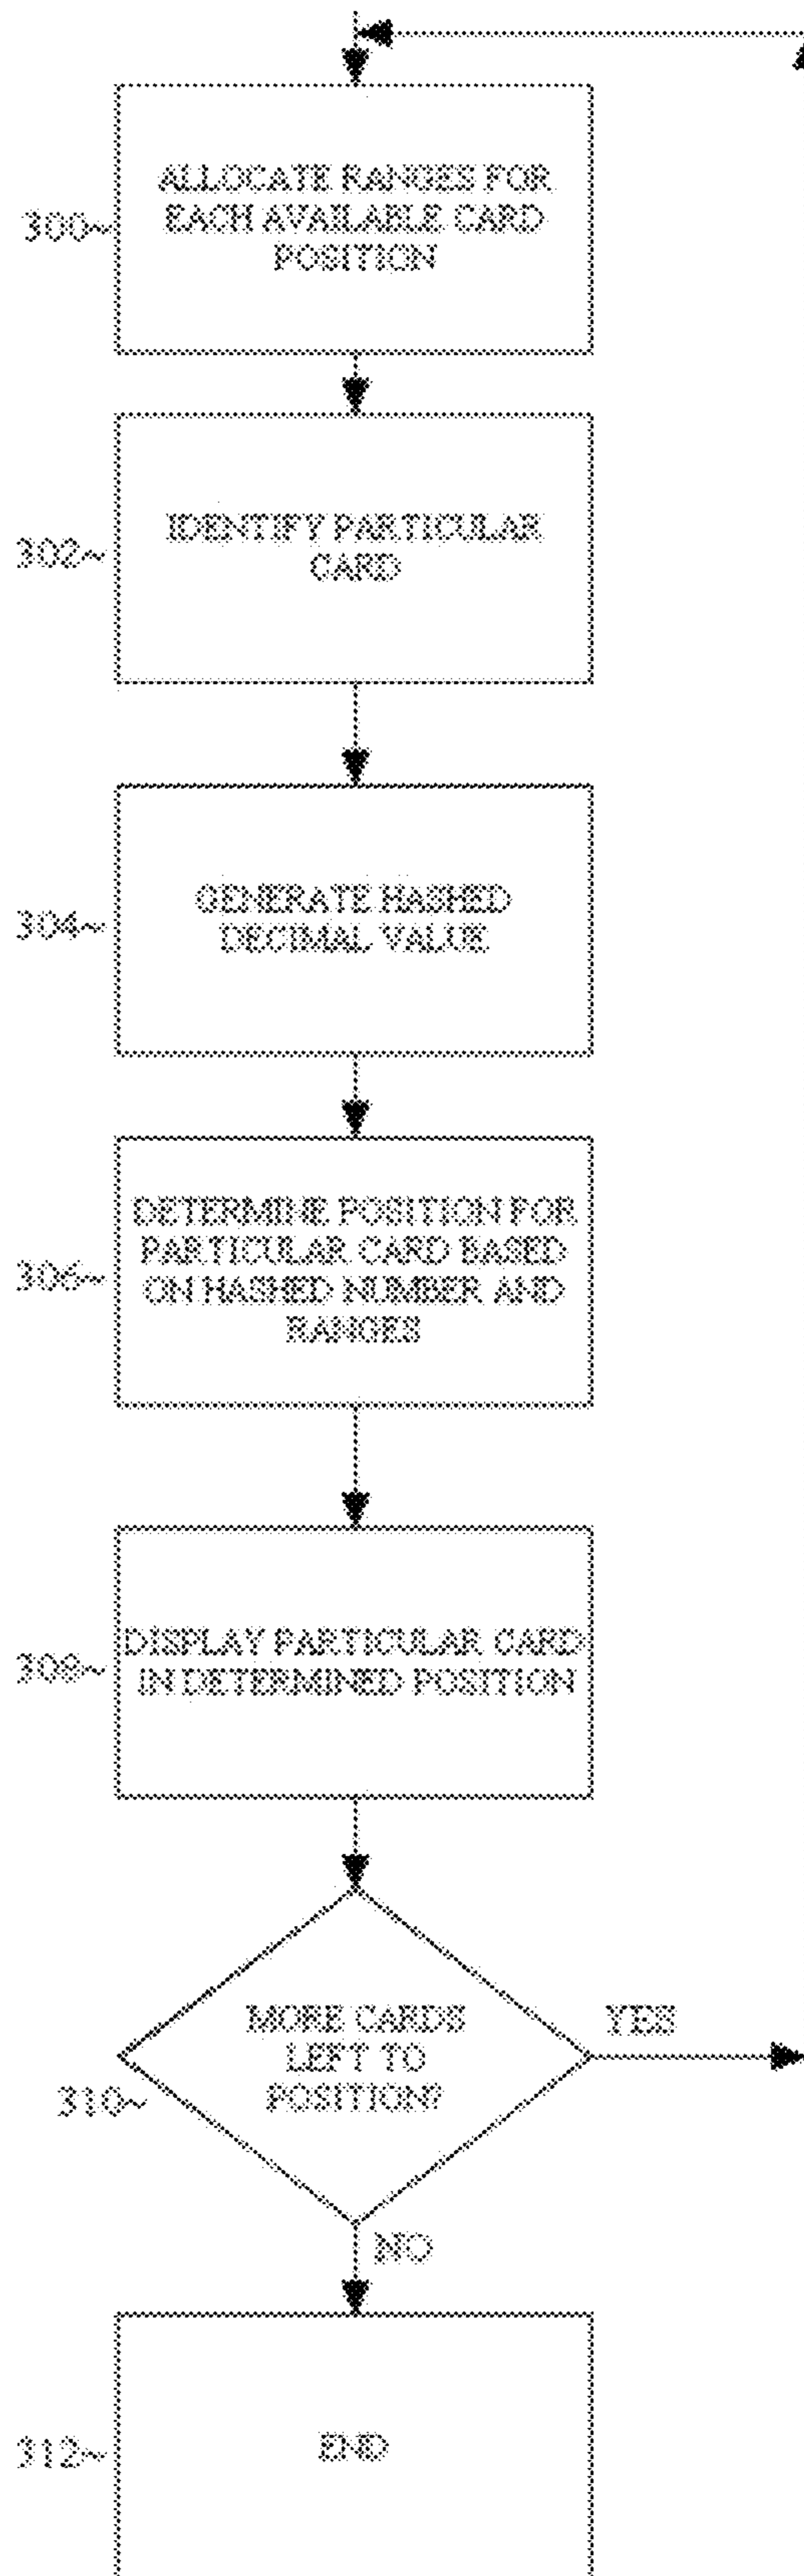 ALLOCATE RANGES FOR
EACH AVAILABLE CARD
POSITION
300~
IDENTIFY PARTICULAR
CARD
302~
GENERATE HASHED
DECIMAL VALUE
304~
DETERMINE POSITION FOR
PARTICULAR CARD BASED
ON HASHED NUMBER AND
RANGES
306~
DISPLAY PARTICULAR CARD
IN DETERMINED POSITION
308~
MORE CARDS
LEFT TO
POSITION?
YES
310~
NO
END
312~